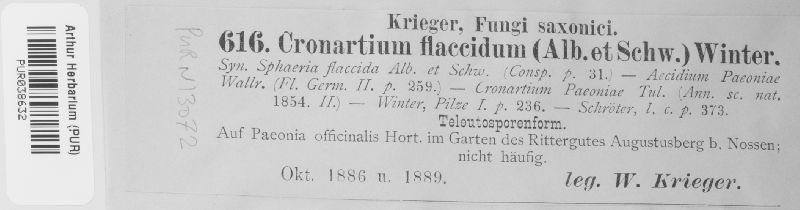 Arthur Herbarium (PUR)
PUR038632
PUR N13072
Krieger, Fungi saxonici.
616. Cronartium flaccidum (Alb. et Schw.) Winter.
Syn. Sphaeria flaccida Alb. et Schw. (Consp. p. 31.) — Aecidium Paeoniae
Wallr. (Fl. Germ. II. p. 259.) — Cronartium Paeoniae Tul. (Ann. sc. nat.
1854. II.) — Winter, Pilze I. p. 236. — Schröter, l. c. p. 373.
Teleutosporenform.
Auf Paeonia officinalis Hort. im Garten des Rittergutes Augustusberg b. Nossen;
nicht häufig.
Okt. 1886 u. 1889.
leg. W. Krieger.